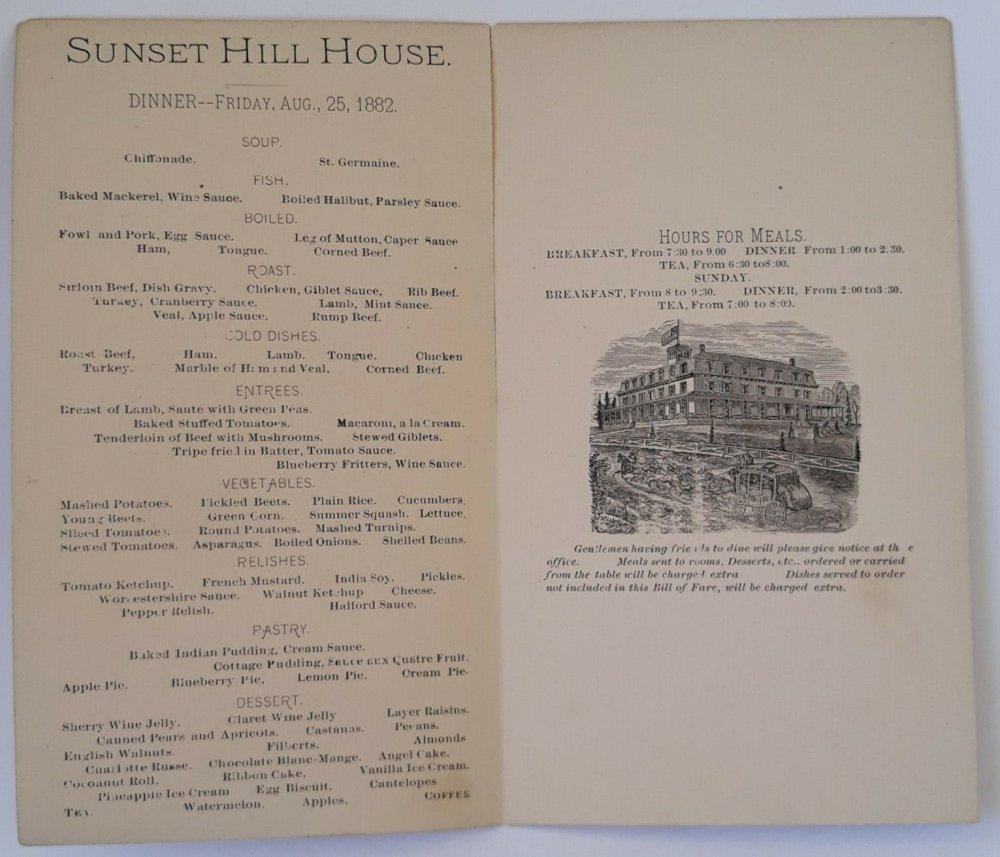 SUNSET HILL HOUSE.
DINNER--FRIDAY, AUG., 25, 1882.
SOUP.
Chiffonade. St. Germaine.
FISH.
Baked Mackerel, Wine Sauce. Boiled Halibut, Parsley Sauce.
BOILED.
Fowl and Pork, Egg Sauce. Leg of Mutton, Caper Sauce
Ham, Tongue. Corned Beef.
ROAST.
Sirloin Beef, Dish Gravy. Chicken, Giblet Sauce, Rib Beef.
Turkey, Cranberry Sauce. Lamb, Mint Sauce.
Veal, Apple Sauce. Rump Beef.
COLD DISHES.
Roast Beef, Ham. Lamb. Tongue. Chicken
Turkey. Marble of Ham and Veal. Corned Beef.
ENTREES.
Breast of Lamb, Saute with Green Peas.
Baked Stuffed Tomatoes. Macaroni, a la Cream.
Tenderloin of Beef with Mushrooms. Stewed Giblets.
Tripe fried in Batter, Tomato Sauce.
Blueberry Fritters, Wine Sauce.
VEGETABLES.
Mashed Potatoes. Pickled Beets. Plain Rice. Cucumbers,
Young Beets. Green Corn. Summer Squash. Lettuce,
Sliced Tomatoes. Round Potatoes. Mashed Turnips.
Stewed Tomatoes. Asparagus. Boiled Onions. Shelled Beans.
RELISHES.
Tomato Ketchup. French Mustard. India Soy. Pickles.
Worcestershire Sauce. Walnut Ketchup Cheese.
Pepper Relish. Halford Sauce.
PASTRY.
Baked Indian Pudding, Cream Sauce.
Cottage Pudding, Sauce aux Quatre Fruit.
Apple Pie. Blueberry Pie. Lemon Pie. Cream Pie.
DESSERT.
Sherry Wine Jelly. Claret Wine Jelly Layer Raisins.
Canned Pears and Apricots. Castanas. Pecans.
English Walnuts. Filberts. Almonds
Charlotte Russe. Chocolate Blanc-Mange. Angel Cake.
Cocoanut Roll. Ribbon Cake. Vanilla Ice Cream.
Pineapple Ice Cream Egg Biscuit. Cantelopes
Watermelon. Apples. COFFEE
TEA.
HOURS FOR MEALS.
BREAKFAST, From 7:30 to 9.00 DINNER From 1:00 to 2:30.
TEA, From 6:30 to8:00.
SUNDAY.
BREAKFAST, From 8 to 9;30. DINNER, From 2:00 to3:30.
TEA, From 7:00 to 8:00.
Gentlemen having friends to dine will please give notice at th e
office. Meals sent to rooms, Desserts, etc.. ordered or carried
from the table will be charged extra Dishes served to order
not included in this Bill of Fare, will be charged extra.